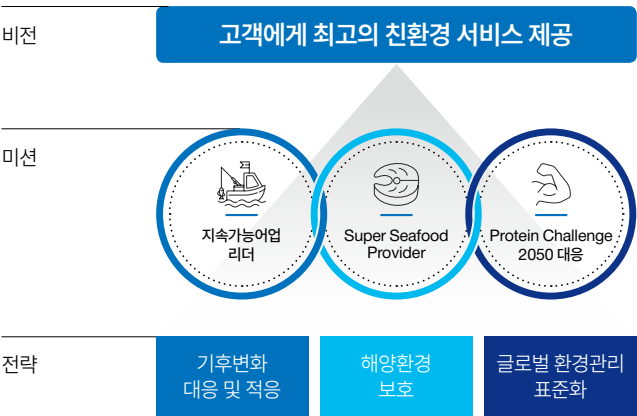 비전
고객에게 최고의 친환경 서비스 제공
미션
지속가능어업
리더
Super Seafood
Provider
Protein Challenge
2050 대응
전략
기후변화
대응 및 적응
해양환경
보호
글로벌 환경관리
표준화